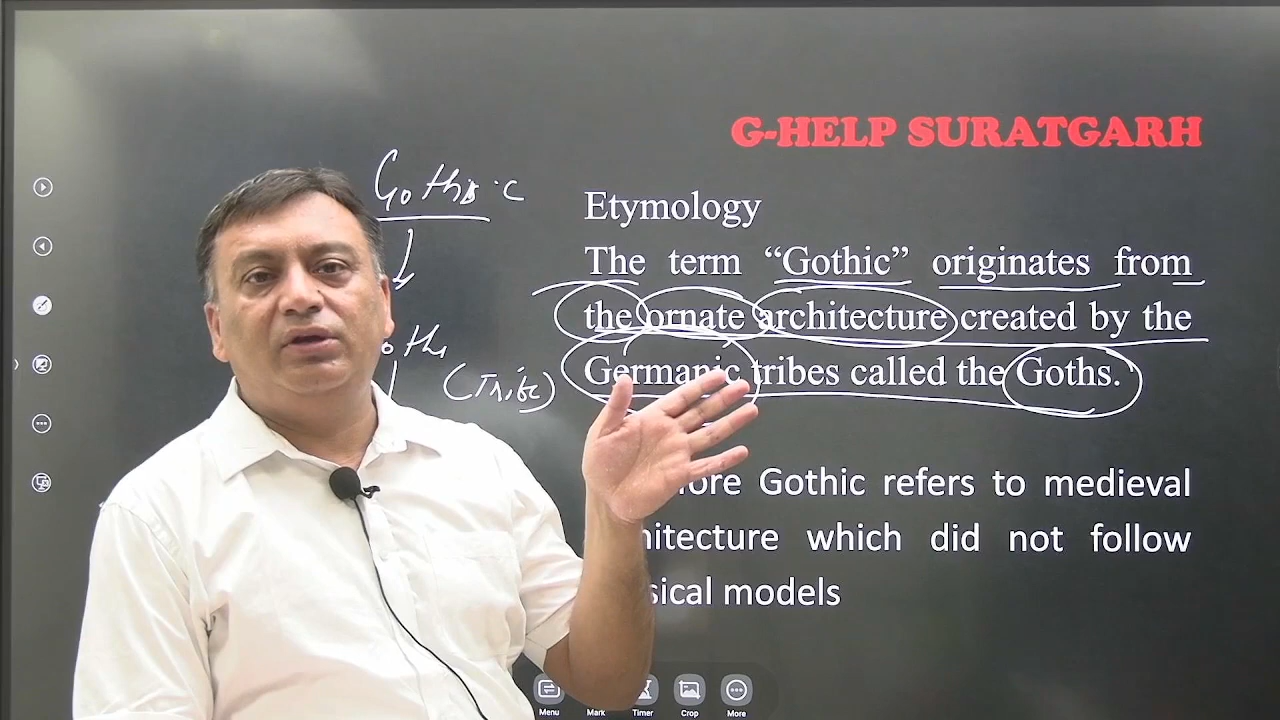 G-HELP SURATGARH
Gothic
Etymology
The term “Gothic” originates from
the ornate architecture created by the
Germanic tribes called the Goths.
(Tribe)
Gothic refers to medieval
which did not follow
models
Menu Mark Timer Crop More